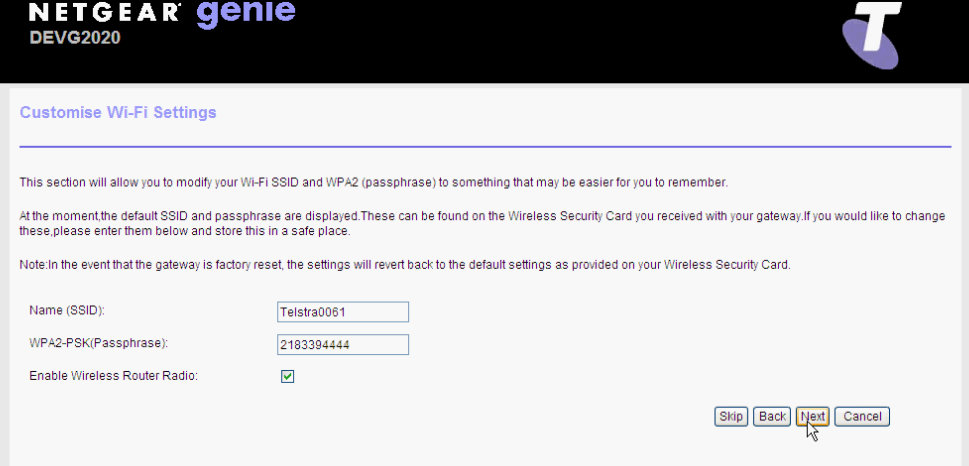 NETGEAR genie
DEVG2020
T
Customise Wi-Fi Settings
This section will allow you to modify your Wi-Fi SSID and WPA2 (passphrase) to something that may be easier for you to remember.
At the moment,the default SSID and passphrase are displayed.These can be found on the Wireless Security Card you received with your gateway.If you would like to change
these,please enter them below and store this in a safe place.
Note:In the event that the gateway is factory reset, the settings will revert back to the default settings as provided on your Wireless Security Card.
Name (SSID): Telstra0061
WPA2-PSK(Passphrase): 2183394444
Enable Wireless Router Radio:
Skip Back Next Cancel